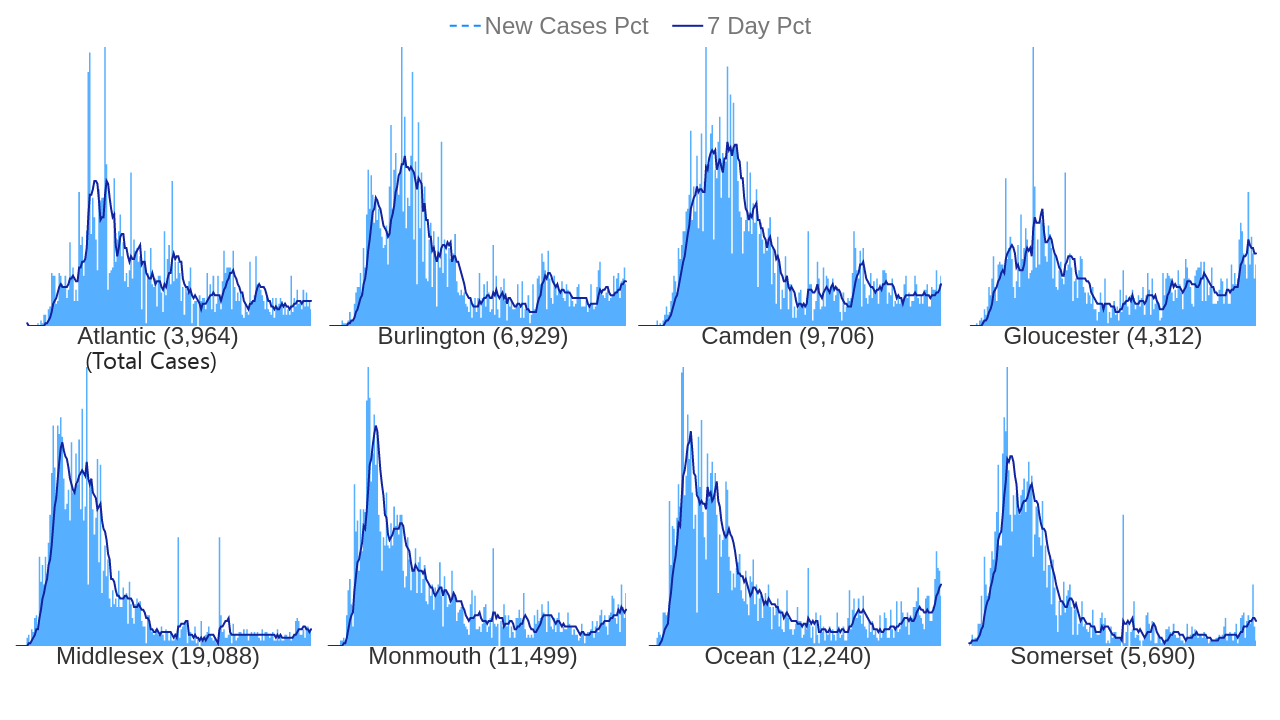 New Cases Pct 7 Day Pct
Atlantic (3,964) Burlington (6,929) Camden (9,706) Gloucester (4,312)
(Total Cases)
Middlesex (19,088) Monmouth (11,499) Ocean (12,240) Somerset (5,690)